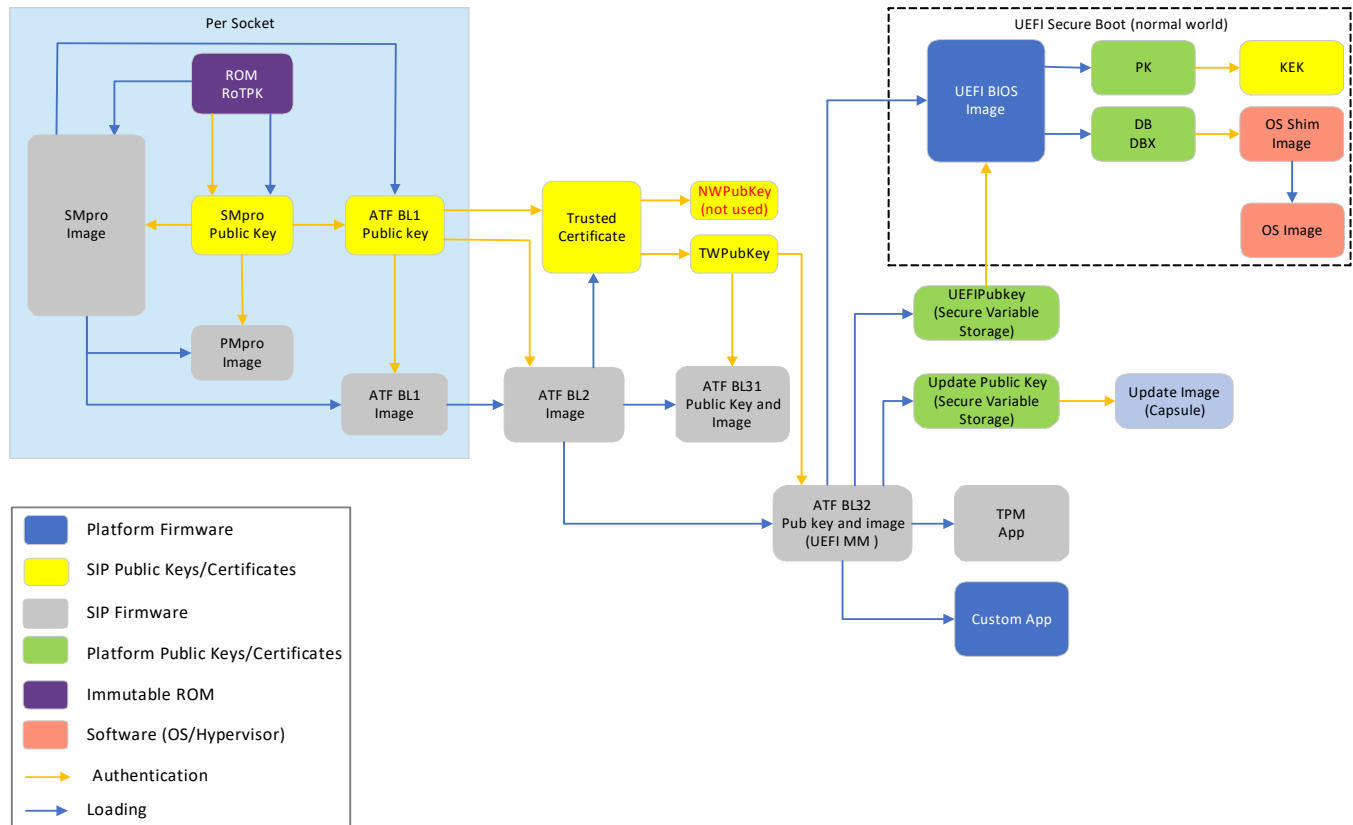 Per Socket
UEFI Secure Boot (normal world)
ROM
RoTPK
UEFI BIOS
Image
PK
KEK
DB
DBX
OS Shim
Image
OS Image
SMpro
Image
SMpro
Public Key
ATF BL1
Public key
Trusted
Certificate
NWPubKey
(not used)
TWPubKey
UEFIPubkey
(Secure Variable
Storage)
PMpro
Image
ATF BL1
Image
ATF BL2
Image
ATF BL31
Public Key and
Image
Update Public Key
(Secure Variable
Storage)
Update Image
(Capsule)
ATF BL32
Pub key and image
(UEFI MM )
TPM
App
Custom App
Platform Firmware
SIP Public Keys/Certificates
SIP Firmware
Platform Public Keys/Certificates
Immutable ROM
Software (OS/Hypervisor)
Authentication
Loading